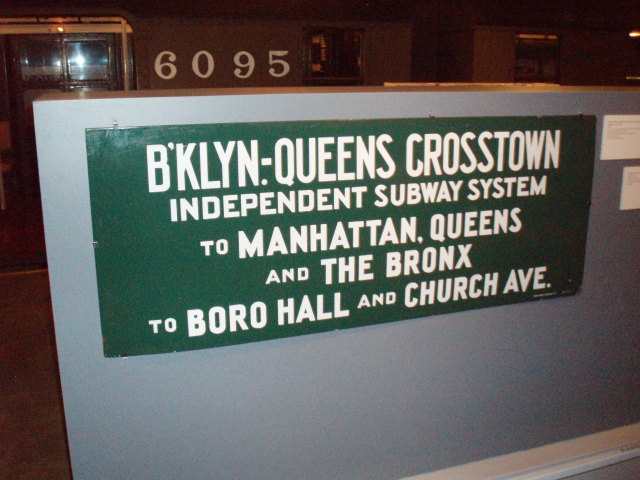 6095
B'KLYN.-QUEENS CROSSTOWN
INDEPENDENT SUBWAY SYSTEM
TO MANHATTAN, QUEENS
AND THE BRONX
TO BORO HALL AND CHURCH AVE.